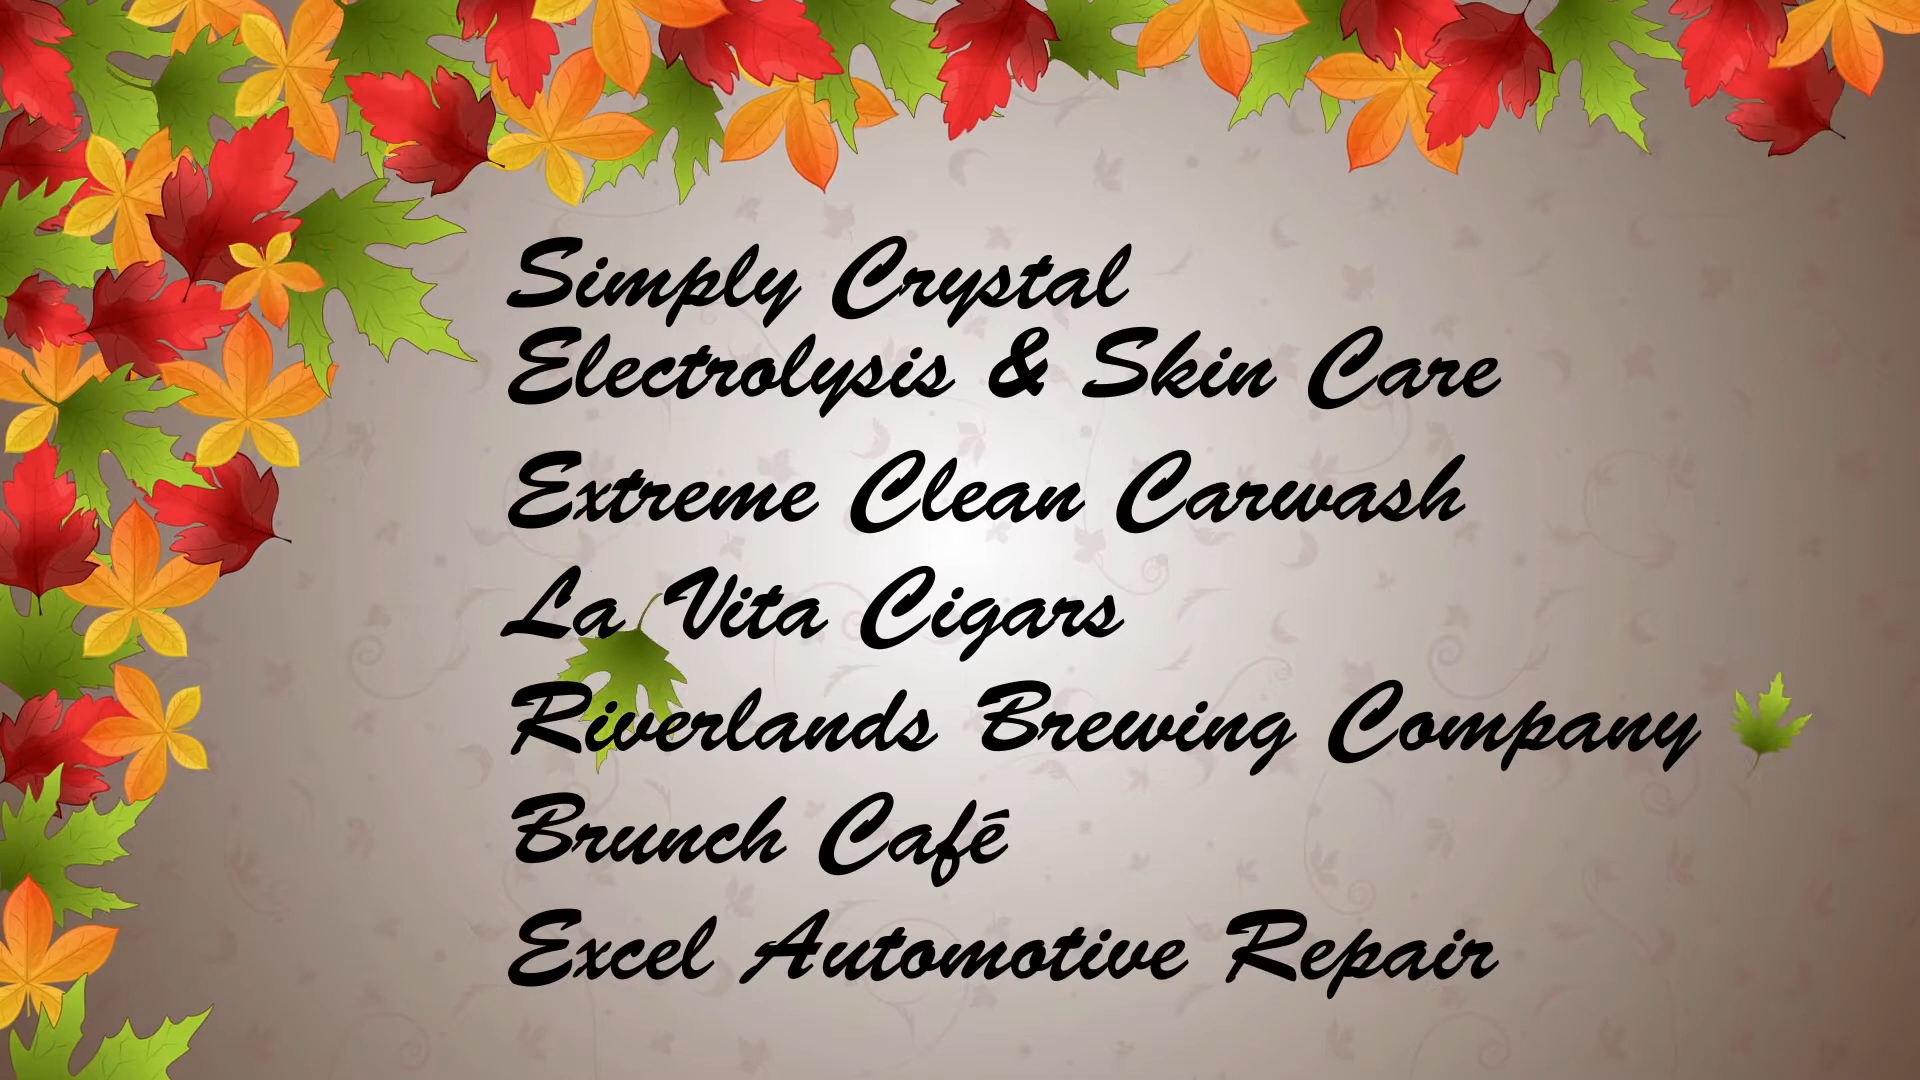 Simply Crystal
Electrolysis & Skin Care
Extreme Clean Carwash
La Vita Cigars
Riverlands Brewing Company
Brunch Café
Excel Automotive Repair